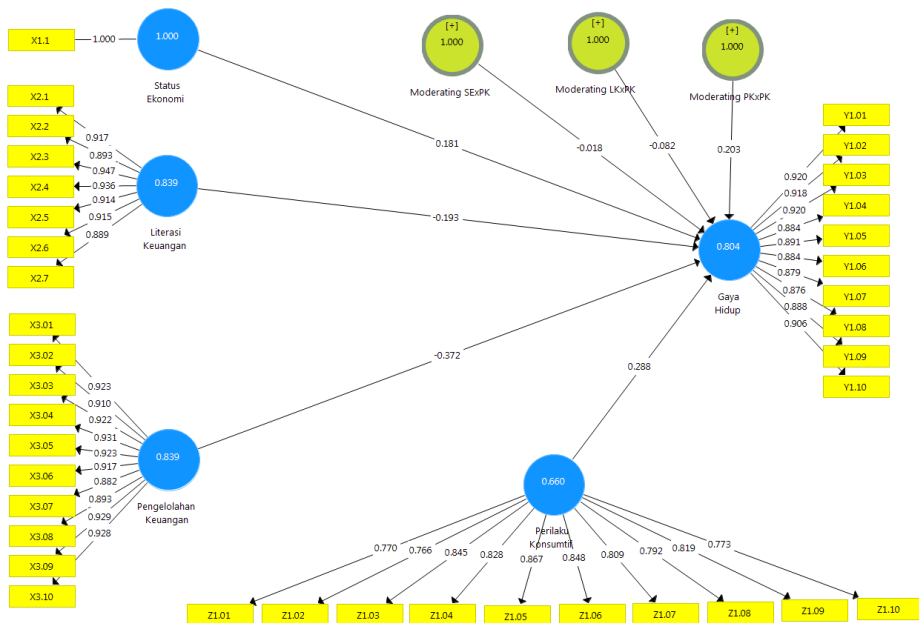 X1.1
1.000
1.000
Status
Ekonomi
[+]
1.000
Moderating SExPK
[+]
1.000
Moderating LKxPK
[+]
1.000
Moderating PKxPK
X2.1
X2.2
X2.3
X2.4
X2.5
X2.6
X2.7
0.917
0.893
0.947
0.936
0.914
0.915
0.889
0.839
Literasi
Keuangan
0.181
-0.018
-0.082
0.203
-0.193
-0.372
0.288
0.804
Gaya
Hidup
0.920
0.918
0.920
0.884
0.891
0.884
0.879
0.876
0.888
0.906
Y1.01
Y1.02
Y1.03
Y1.04
Y1.05
Y1.06
Y1.07
Y1.08
Y1.09
Y1.10
X3.01
X3.02
X3.03
X3.04
X3.05
X3.06
X3.07
X3.08
X3.09
X3.10
0.923
0.910
0.922
0.931
0.923
0.917
0.882
0.893
0.929
0.928
0.839
Pengelolahan
Keuangan
0.660
Perilaku
Konsumtif
0.770
0.766
0.845
0.828
0.867
0.848
0.809
0.792
0.819
0.773
Z1.01
Z1.02
Z1.03
Z1.04
Z1.05
Z1.06
Z1.07
Z1.08
Z1.09
Z1.10